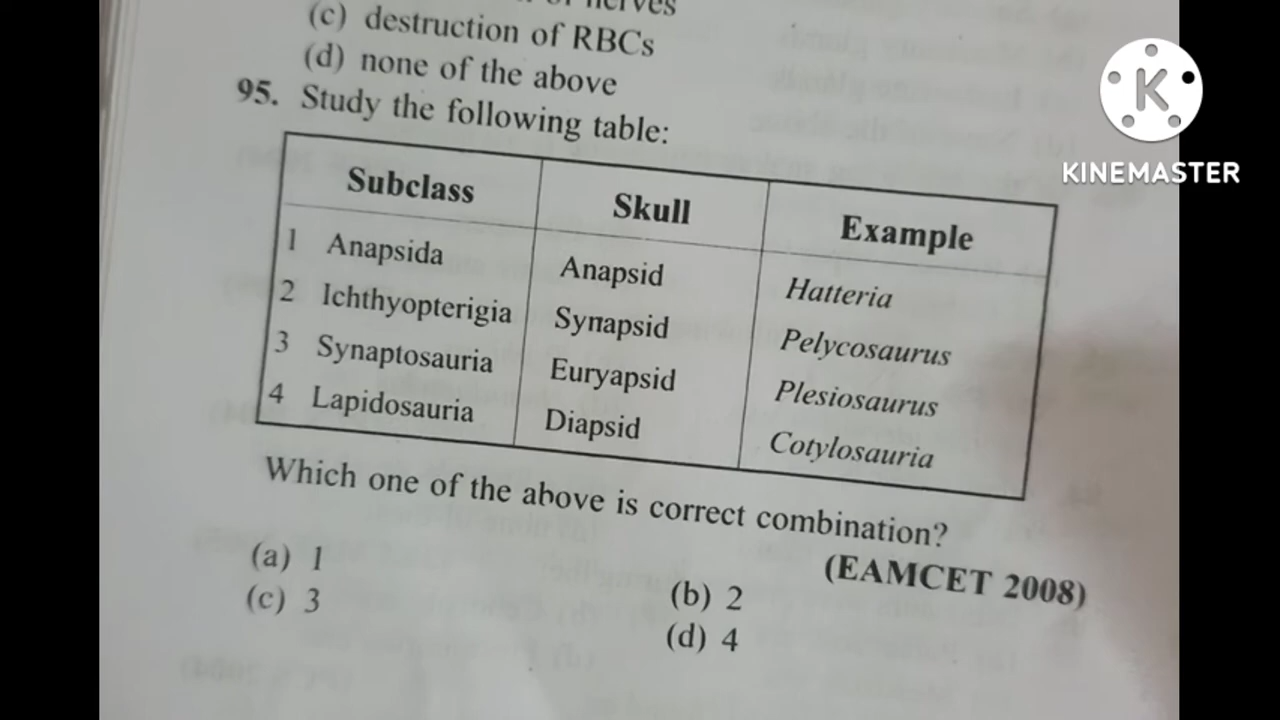 nerves
(c) destruction of RBCs
(d) none of the above
95. Study the following table:
Subclass Skull Example
1 Anapsida Anapsid Hatteria
2 Ichthyopterigia Synapsid Pelycosaurus
3 Synaptosauria Euryapsid Plesiosaurus
4 Lapidosauria Diapsid Cotylosauria
Which one of the above is correct combination?
(EAMCET 2008)
(a) 1 (b) 2
(c) 3 (d) 4
K
KINEMASTER